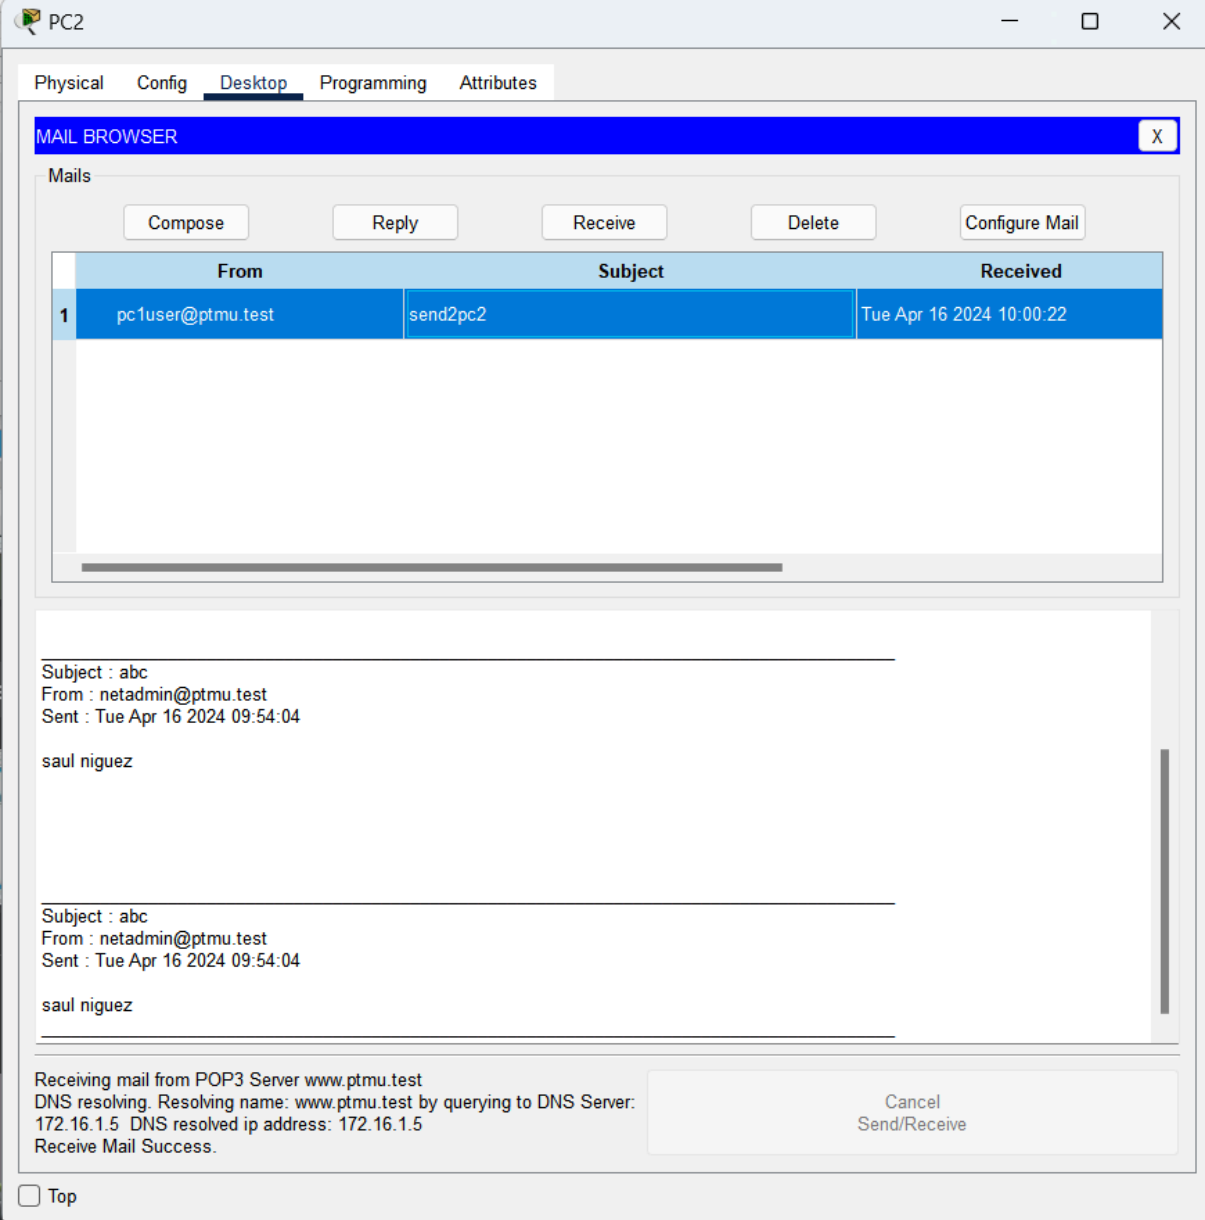 PC2
Physical Config Desktop Programming Attributes
MAIL BROWSER X
Mails
Compose Reply Receive Delete Configure Mail
From Subject Received
1 pc1user@ptmu.test send2pc2 Tue Apr 16 2024 10:00:22
Subject : abc
From : netadmin@ptmu.test
Sent : Tue Apr 16 2024 09:54:04
saul niguez
Subject : abc
From : netadmin@ptmu.test
Sent : Tue Apr 16 2024 09:54:04
saul niguez
Receiving mail from POP3 Server www.ptmu.test
DNS resolving. Resolving name: www.ptmu.test by querying to DNS Server:
172.16.1.5 DNS resolved ip address: 172.16.1.5
Receive Mail Success.
Cancel
Send/Receive
Top